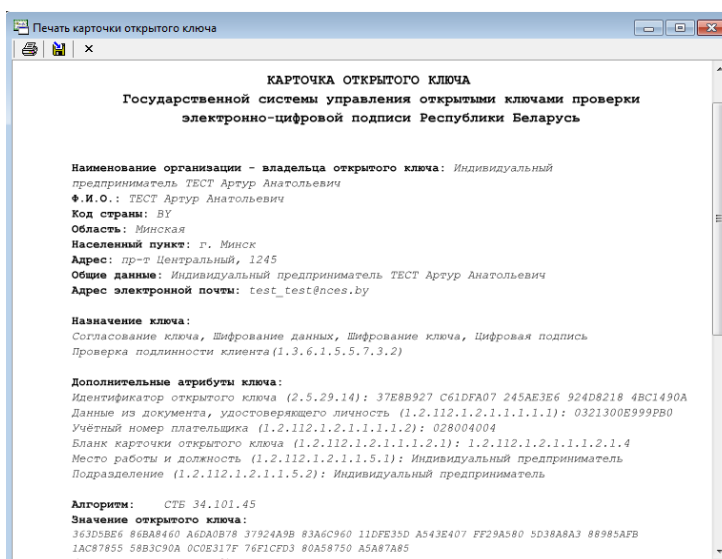 Печать карточки открытого ключа
КАРТОЧКА ОТКРЫТОГО КЛЮЧА
Государственной системы управления открытыми ключами проверки
электронно-цифровой подписи Республики Беларусь
Наименование организации - владельца открытого ключа: Индивидуальный
предприниматель ТЕСТ Артур Анатольевич
Ф.И.О.: ТЕСТ Артур Анатольевич
Код страны: BY
Область: Минская
Населенный пункт: г. Минск
Адрес: пр-т Центральный, 1245
Общие данные: Индивидуальный предприниматель ТЕСТ Артур Анатольевич
Адрес электронной почты: test_test@nces.by
Назначение ключа:
Согласование ключа, Шифрование данных, Шифрование ключа, Цифровая подпись
Проверка подлинности клиента(1.3.6.1.5.5.7.3.2)
Дополнительные атрибуты ключа:
Идентификатор открытого ключа (2.5.29.14): 37E8B927 C61DFA07 245AE3E6 924D8218 4BC1490A
Данные из документа, удостоверяющего личность (1.2.112.1.2.1.1.1.1.1): 0321300E999PB0
Учётный номер плательщика (1.2.112.1.2.1.1.1.1.2): 028004004
Бланк карточки открытого ключа (1.2.112.1.2.1.1.1.2.1): 1.2.112.1.2.1.1.1.2.1.4
Место работы и должность (1.2.112.1.2.1.1.5.1): Индивидуальный предприниматель
Подразделение (1.2.112.1.2.1.1.5.2): Индивидуальный предприниматель
Алгоритм: СТБ 34.101.45
Значение открытого ключа:
363D5BE6 86BA8460 A6DA0B78 37924A9B 83A6C960 11DFE35D A543E407 FF29A580 5D38A8A3 88985AFB
1AC87855 58B3C90A 0C0E317F 76F1CFD3 80A58750 A5A87A85